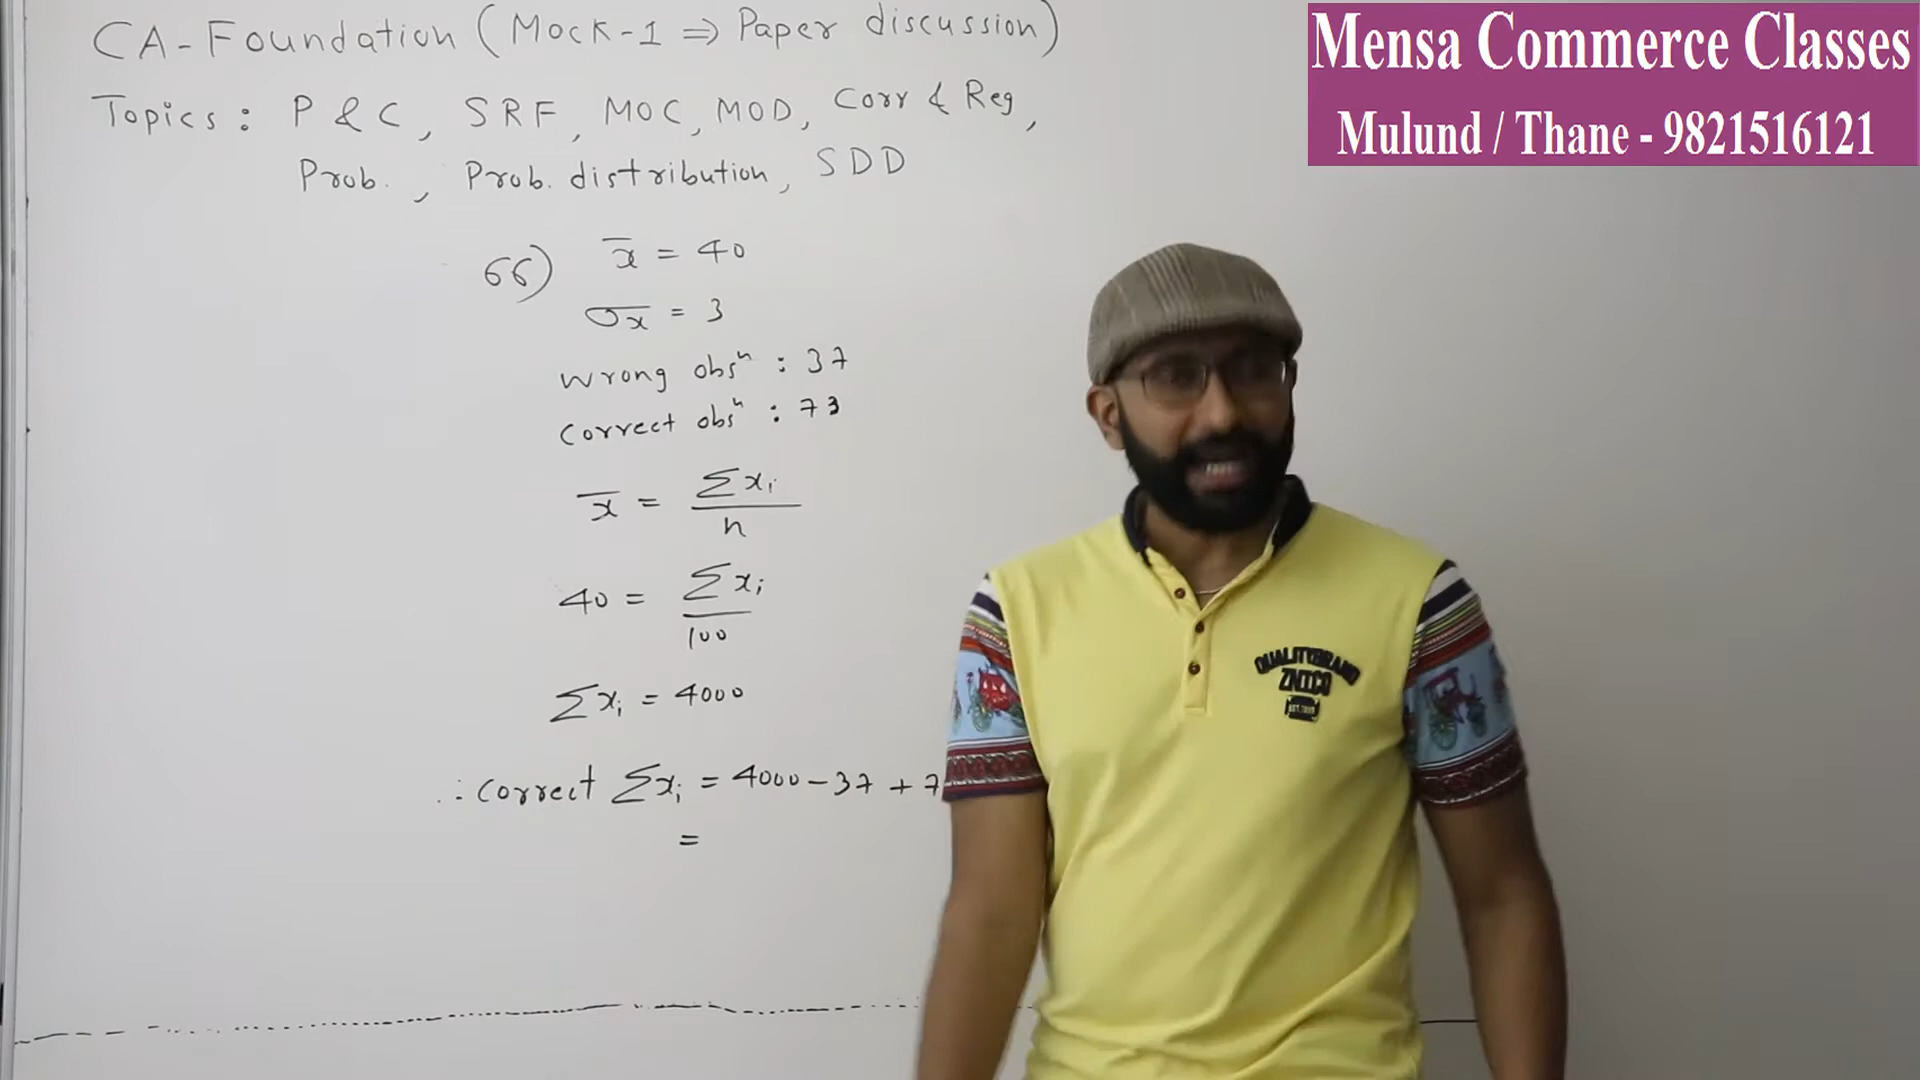 CA-Foundation (Mock-1 ⇒ Paper discussion)
Topics : P & C, SRF, MOC, MOD, Corr & Reg,
Prob., Prob. distribution, SDD
66) x̄ = 40
σx = 3
wrong obsⁿ : 37
correct obsⁿ : 73
x̄ = Σxi / n
40 = Σxi / 100
Σxi = 4000
∴ correct Σxi = 4000 - 37 + 7
=
Mensa Commerce Classes
Mulund / Thane - 9821516121
QUALITYBRAND
ZNICO